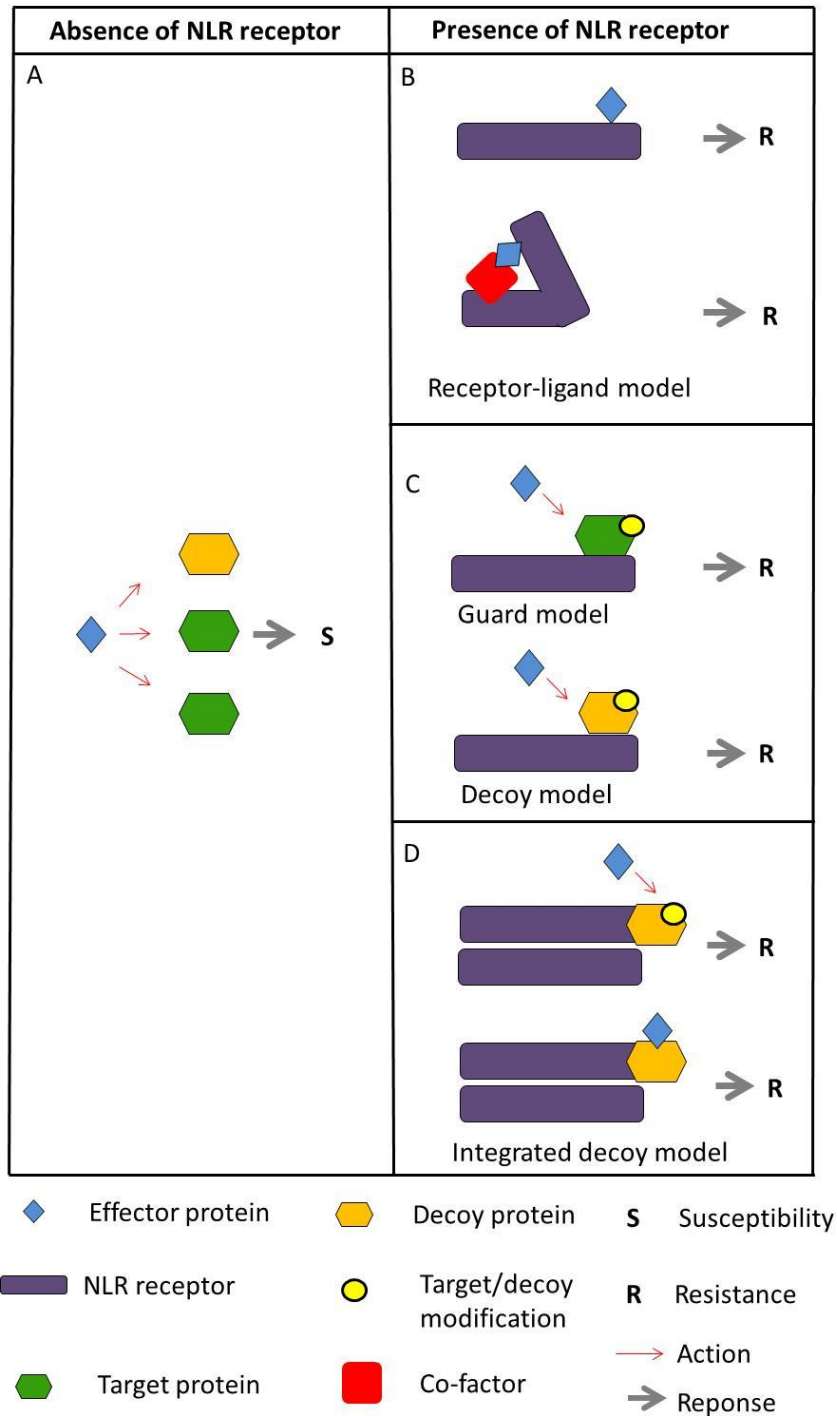 Absence of NLR receptor
Presence of NLR receptor
A
S
B
R
R
Receptor-ligand model
C
R
Guard model
R
Decoy model
D
R
R
Integrated decoy model
Effector protein
Decoy protein
S Susceptibility
NLR receptor
Target/decoy
modification
R Resistance
Target protein
Co-factor
Action
Reponse